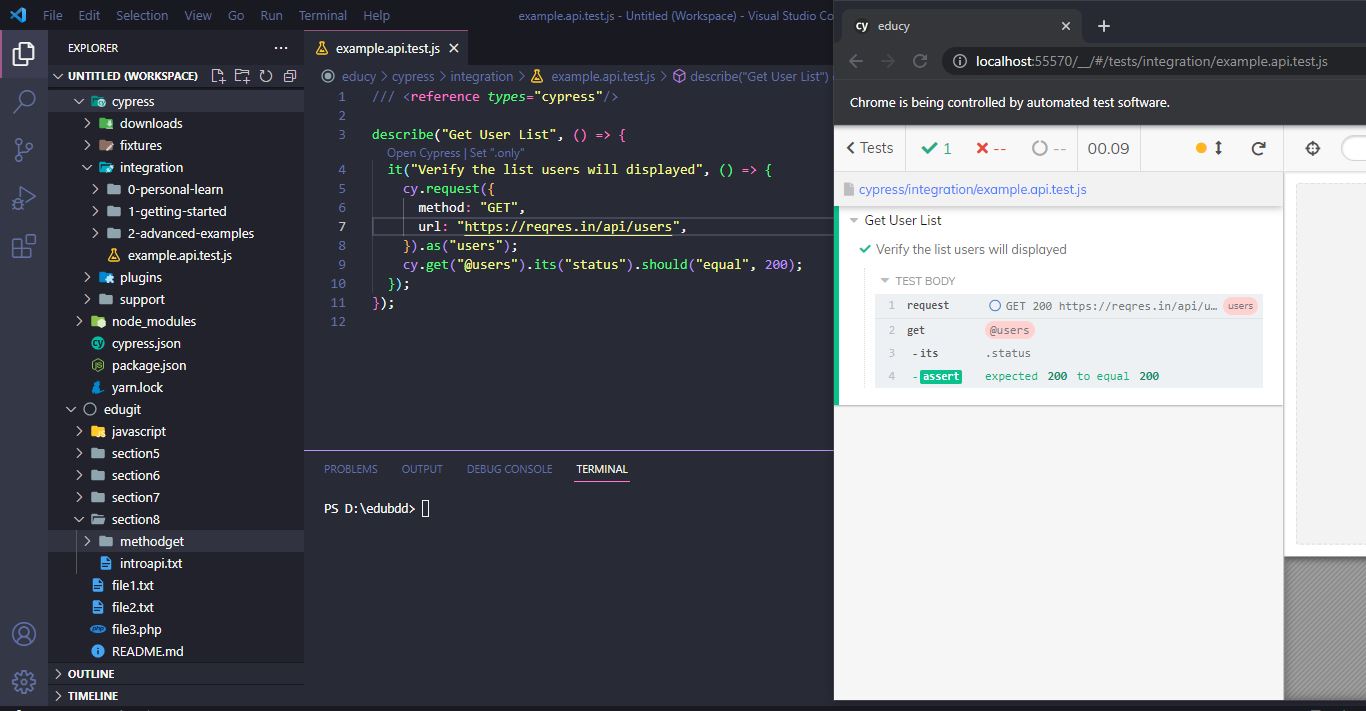 File Edit Selection View Go Run Terminal Help
example.api.test.js - Untitled (Workspace) - Visual Studio Co
EXPLORER
UNTITLED (WORKSPACE)
cypress
downloads
fixtures
integration
0-personal-learn
1-getting-started
2-advanced-examples
example.api.test.js
plugins
support
node_modules
cypress.json
package.json
yarn.lock
edugit
javascript
section5
section6
section7
section8
methodget
introapi.txt
file1.txt
file2.txt
file3.php
README.md
OUTLINE
TIMELINE
example.api.test.js
educy > cypress > integration > example.api.test.js > describe("Get User List")
1 /// <reference types="cypress"/>
2
3 describe("Get User List", () => {
Open Cypress | Set ".only"
4 it("Verify the list users will displayed", () => {
5 cy.request({
6 method: "GET",
7 url: "https://reqres.in/api/users",
8 }).as("users");
9 cy.get("@users").its("status").should("equal", 200);
10 });
11 });
12
PROBLEMS OUTPUT DEBUG CONSOLE TERMINAL
PS D:\edubdd>
cy educy
localhost:55570/__/#/tests/integration/example.api.test.js
Chrome is being controlled by automated test software.
< Tests 1 -- -- 00.09
cypress/integration/example.api.test.js
Get User List
Verify the list users will displayed
TEST BODY
1 request GET 200 https://reqres.in/api/u… users
2 get @users
3 -its .status
4 -assert expected 200 to equal 200